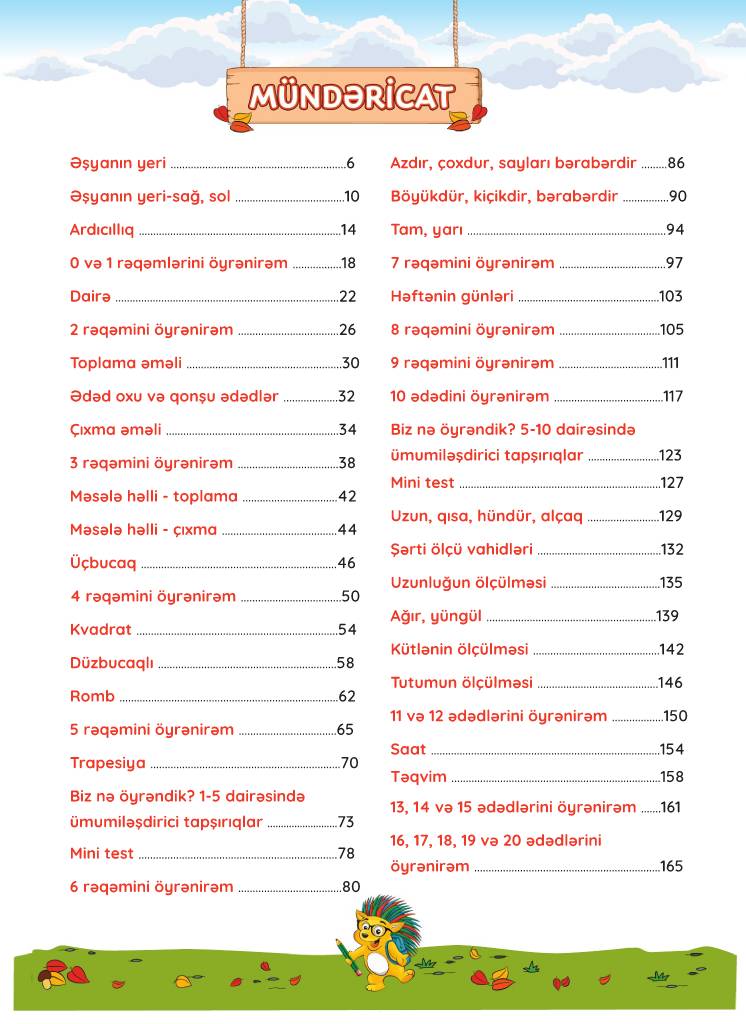 MÜNDƏRİCAT
Əşyanın yeri ........ 6
Əşyanın yeri-sağ, sol ........ 10
Ardıcıllıq ........ 14
0 və 1 rəqəmlərini öyrənirəm ........ 18
Dairə ........ 22
2 rəqəmini öyrənirəm ........ 26
Toplama əməli ........ 30
Ədəd oxu və qonşu ədədlər ........ 32
Çıxma əməli ........ 34
3 rəqəmini öyrənirəm ........ 38
Məsələ həlli - toplama ........ 42
Məsələ həlli - çıxma ........ 44
Üçbucaq ........ 46
4 rəqəmini öyrənirəm ........ 50
Kvadrat ........ 54
Düzbucaqlı ........ 58
Romb ........ 62
5 rəqəmini öyrənirəm ........ 65
Trapesiya ........ 70
Biz nə öyrəndik? 1-5 dairəsində
ümumiləşdirici tapşırıqlar ........ 73
Mini test ........ 78
6 rəqəmini öyrənirəm ........ 80
Azdır, çoxdur, sayları bərabərdir ........ 86
Böyükdür, kiçikdir, bərabərdir ........ 90
Tam, yarı ........ 94
7 rəqəmini öyrənirəm ........ 97
Həftənin günləri ........ 103
8 rəqəmini öyrənirəm ........ 105
9 rəqəmini öyrənirəm ........ 111
10 ədədini öyrənirəm ........ 117
Biz nə öyrəndik? 5-10 dairəsində
ümumiləşdirici tapşırıqlar ........ 123
Mini test ........ 127
Uzun, qısa, hündür, alçaq ........ 129
Şərti ölçü vahidləri ........ 132
Uzunluğun ölçülməsi ........ 135
Ağır, yüngül ........ 139
Kütlənin ölçülməsi ........ 142
Tutumun ölçülməsi ........ 146
11 və 12 ədədlərini öyrənirəm ........ 150
Saat ........ 154
Təqvim ........ 158
13, 14 və 15 ədədlərini öyrənirəm ........ 161
16, 17, 18, 19 və 20 ədədlərini
öyrənirəm ........ 165